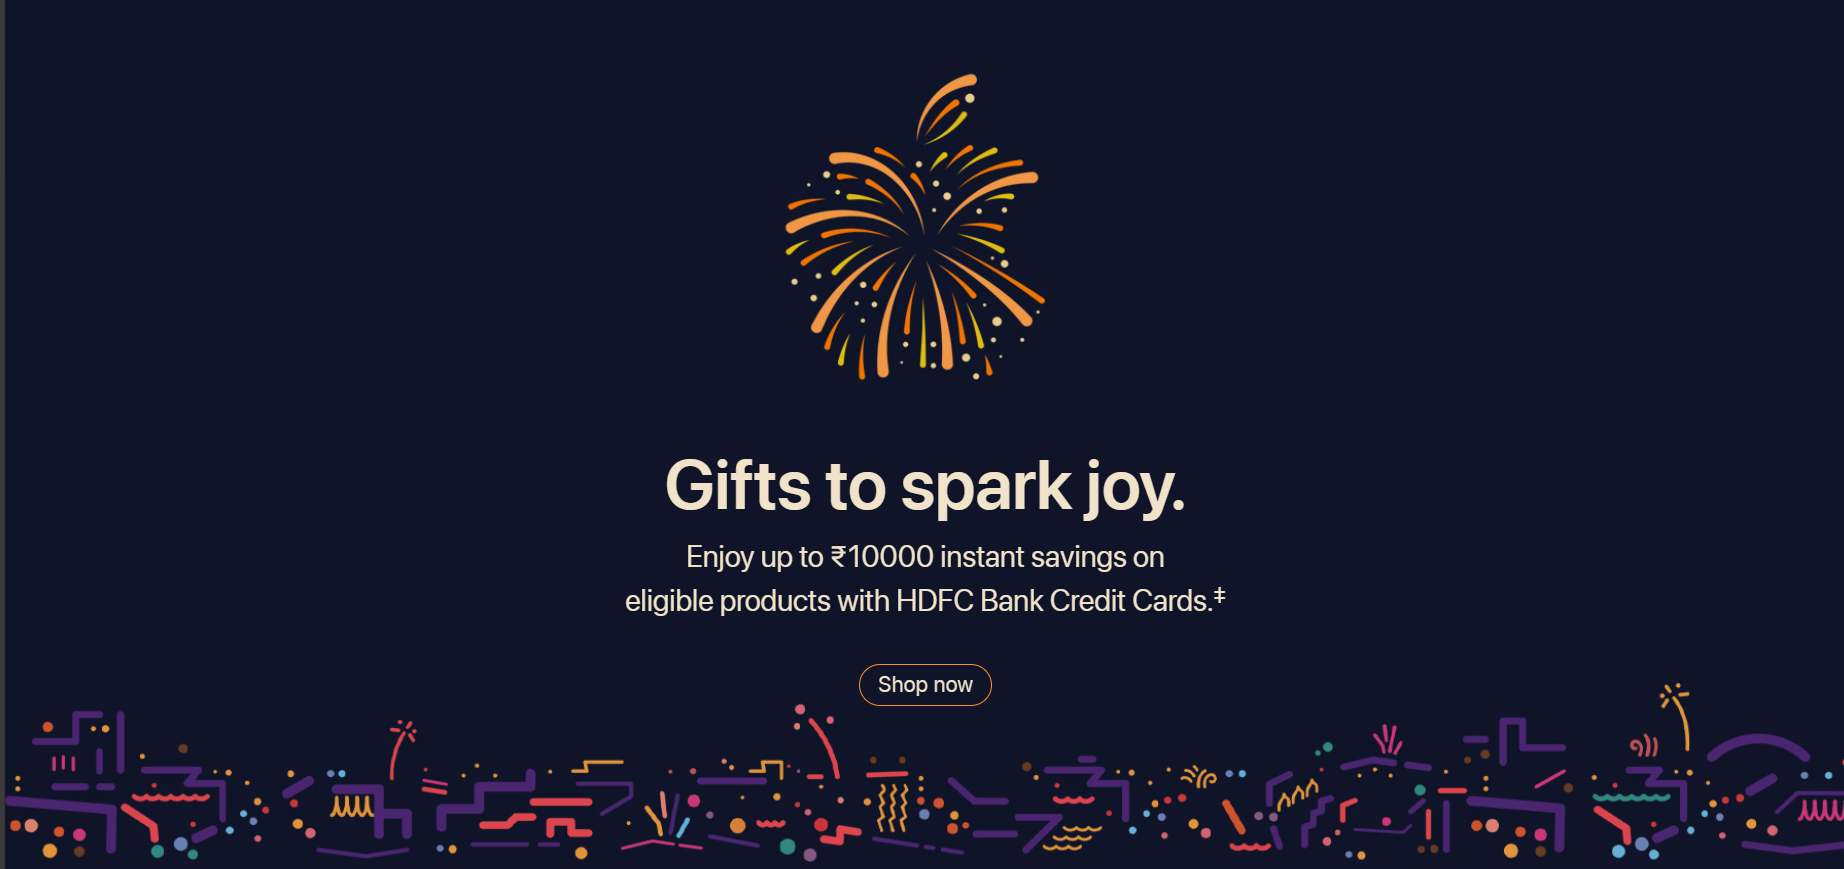 Gifts to spark joy.
Enjoy up to ₹10000 instant savings on
eligible products with HDFC Bank Credit Cards.‡
Shop now